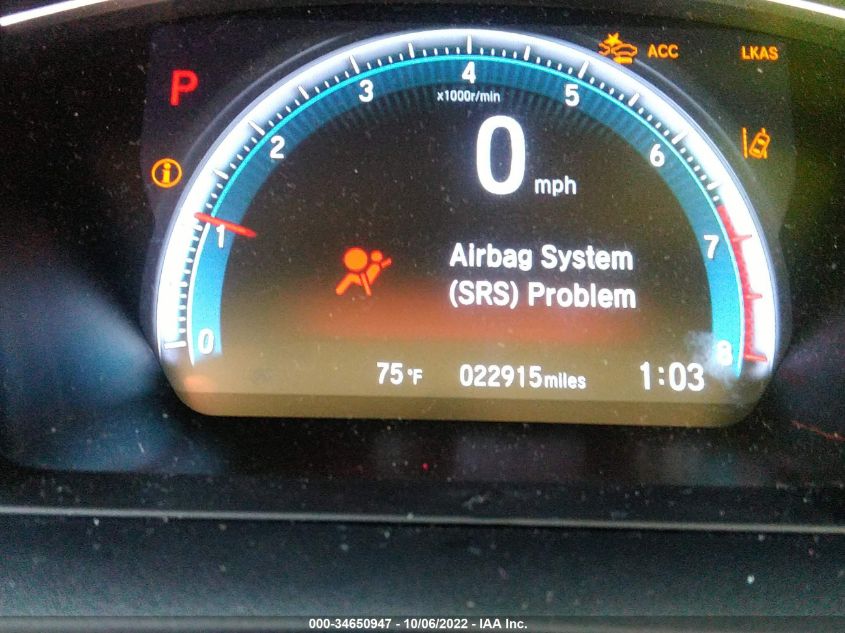 ACC LKAS
P
x1000r/min
0 1 2 3 4 5 6 7 8
0 mph
i
Airbag System
(SRS) Problem
75°F 022915miles 1:03
000-34650947 - 10/06/2022 - IAA Inc.